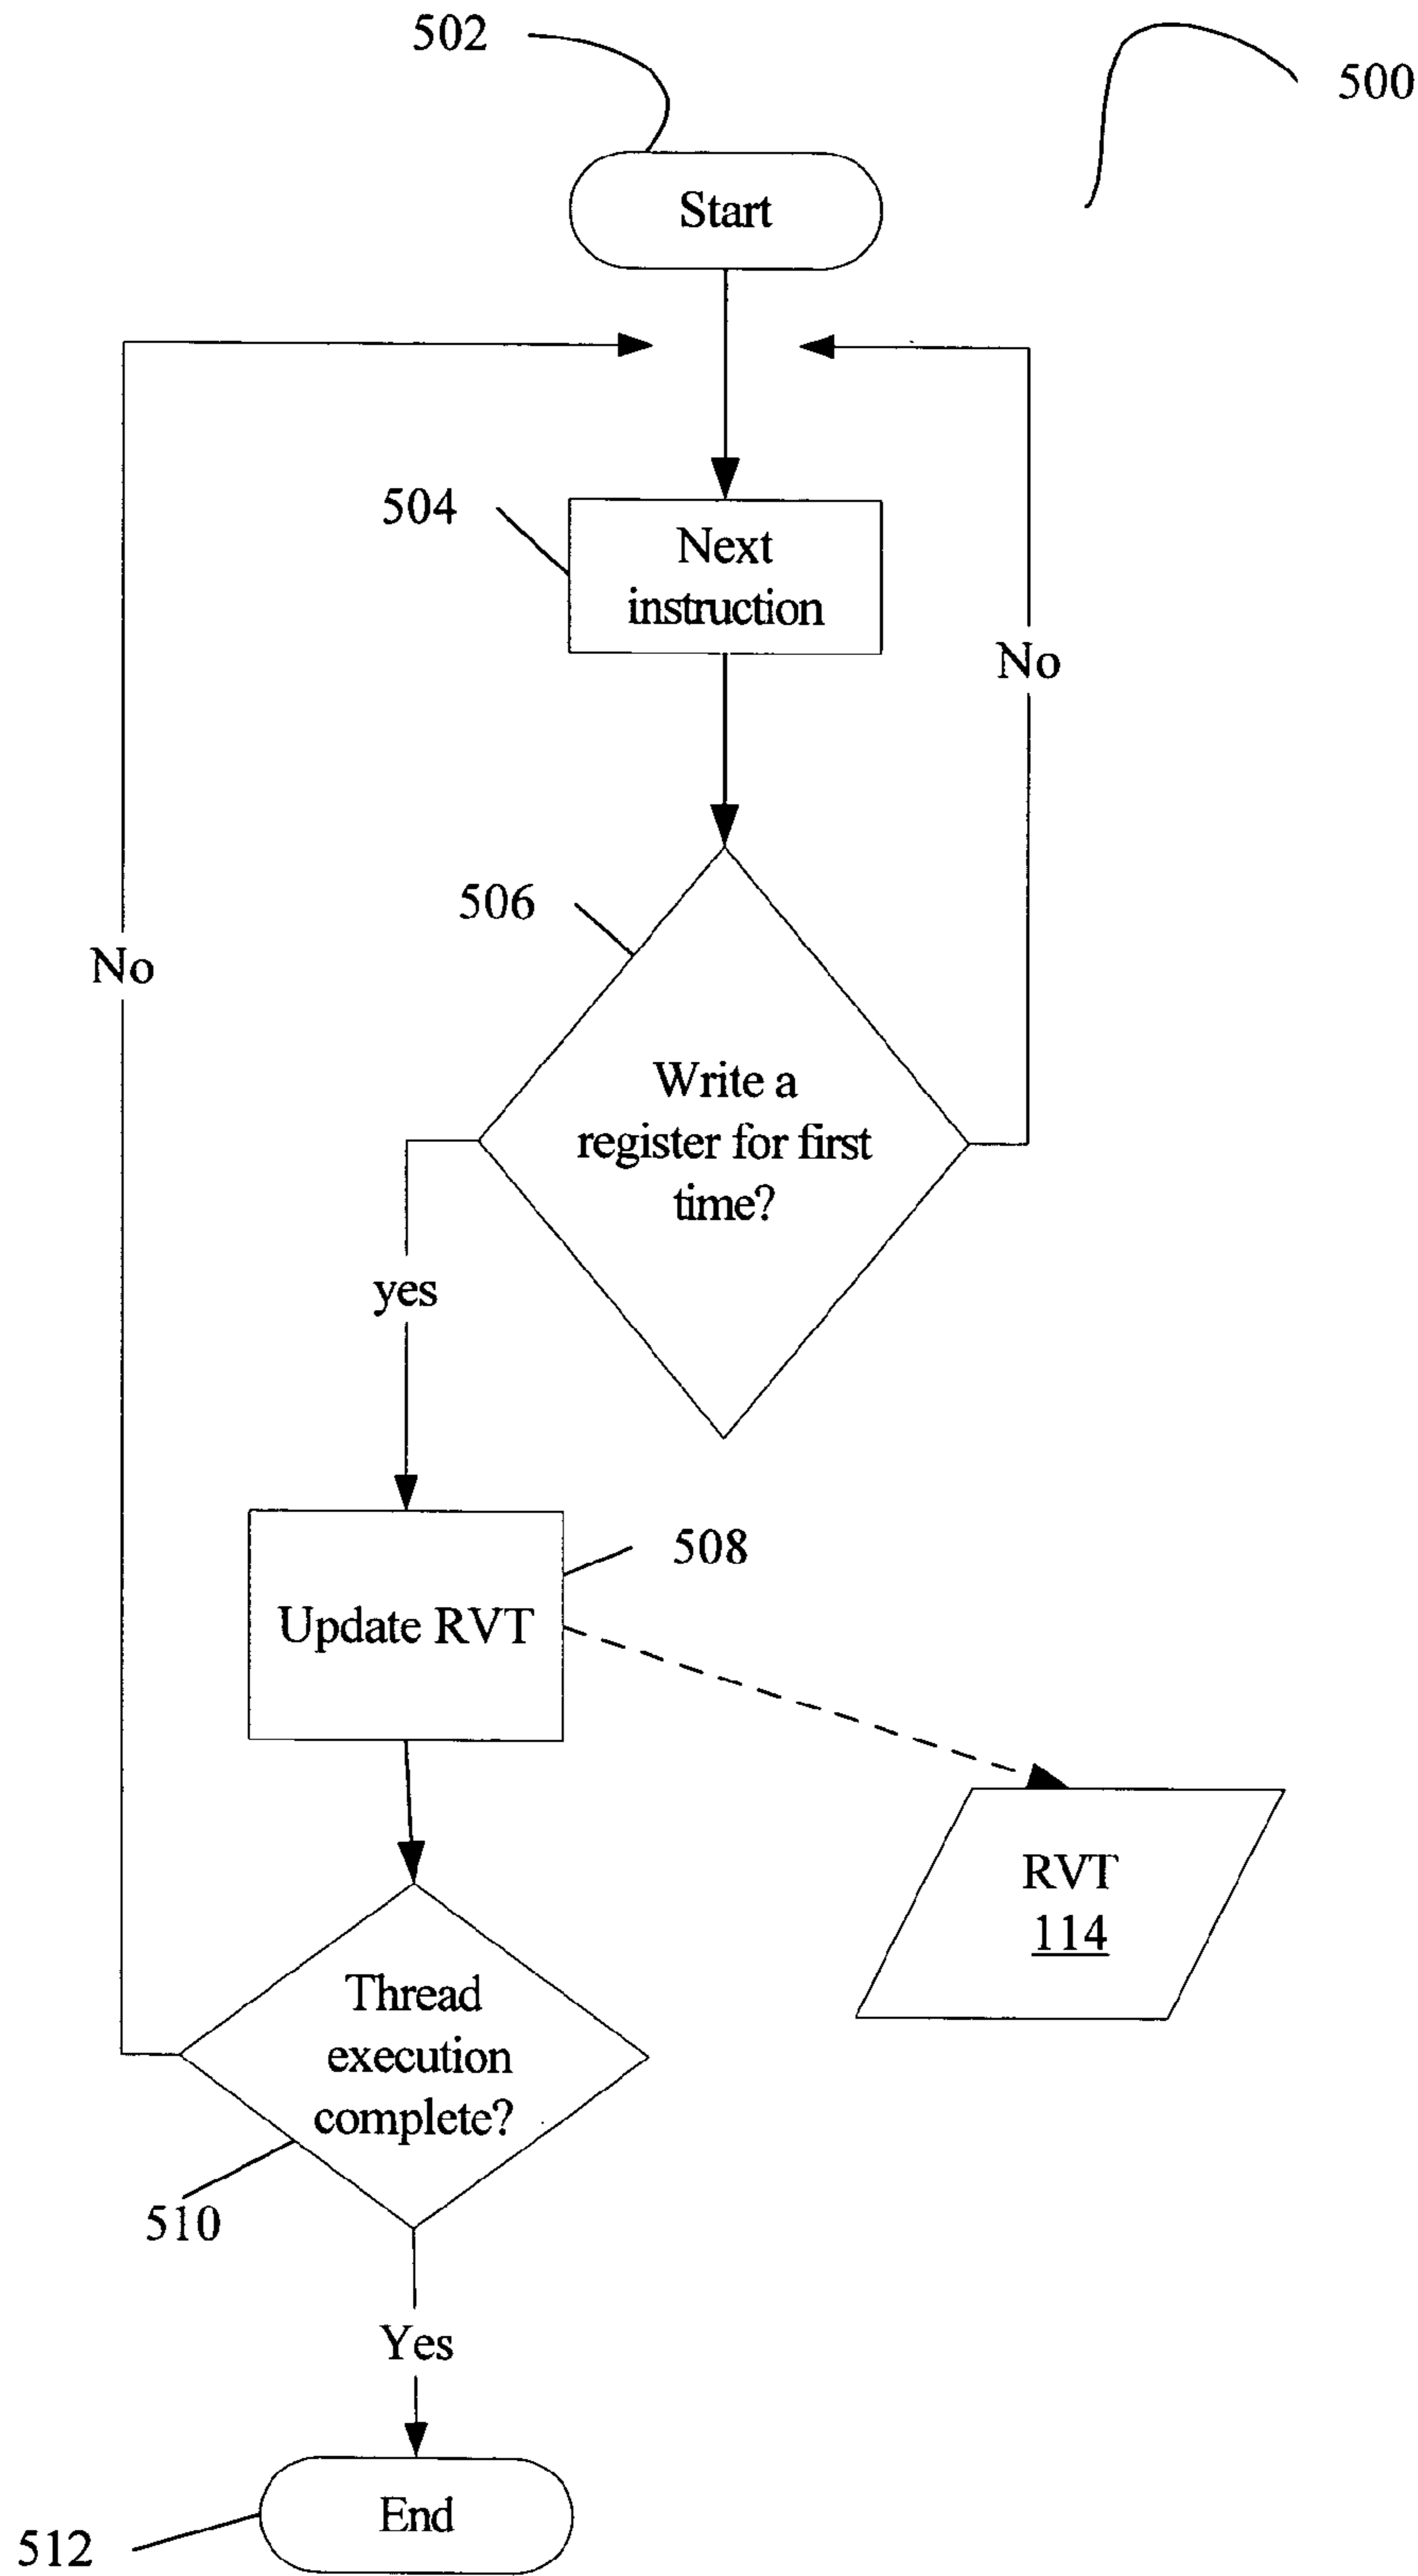 502
500
Start
504
Next
instruction
No
506
No
Write a
register for first
time?
yes
508
Update RVT
RVT
114
Thread
execution
complete?
510
Yes
End
512